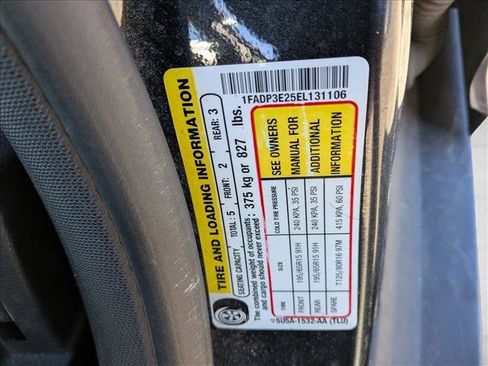 TIRE AND LOADING INFORMATION
SEATING CAPACITY TOTAL: 5 FRONT: 2 REAR: 3
The combined weight of occupants and cargo should never exceed : 375 kg or 827 lbs.
TIRE SIZE COLD TIRE PRESSURE
FRONT 195/65R15 91H 240 KPA, 35 PSI
REAR 195/65R15 91H 240 KPA, 35 PSI
SPARE T125/80R16 97M 415 KPA, 60 PSI
SEE OWNERS
MANUAL FOR
ADDITIONAL
INFORMATION
1FADP3E25EL131106
5U5A-1532-AA (TLU)